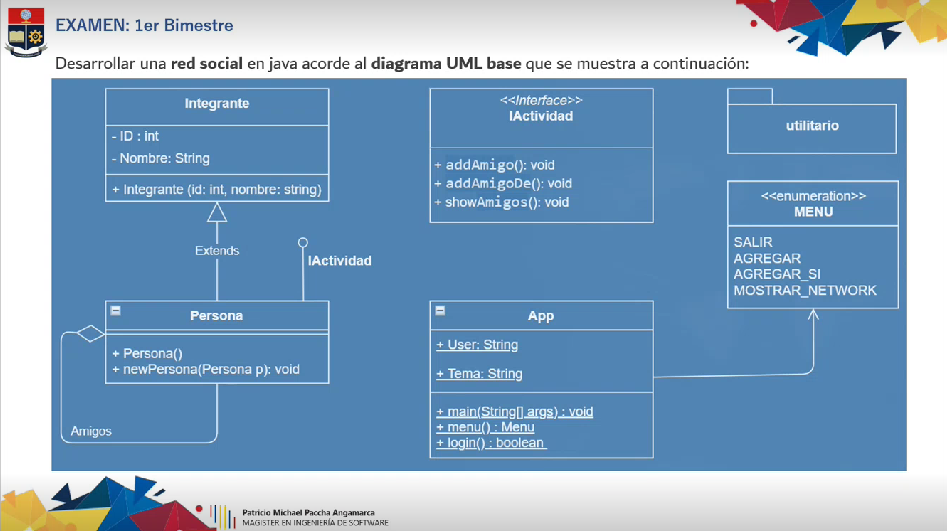 EXAMEN: 1er Bimestre
Desarrollar una red social en java acorde al diagrama UML base que se muestra a continuación:
Integrante
- ID : int
- Nombre: String
+ Integrante (id: int, nombre: string)
Extends
IActividad
Persona
+ Persona()
+ newPersona(Persona p): void
Amigos
<<Interface>>
IActividad
+ addAmigo(): void
+ addAmigoDe(): void
+ showAmigos(): void
App
+ User: String
+ Tema: String
+ main(String[] args) : void
+ menu() : Menu
+ login() : boolean
utilitario
<<enumeration>>
MENU
SALIR
AGREGAR
AGREGAR_SI
MOSTRAR_NETWORK
Patricio Michael Paccha Angamarca
MAGISTER EN INGENIERÍA DE SOFTWARE